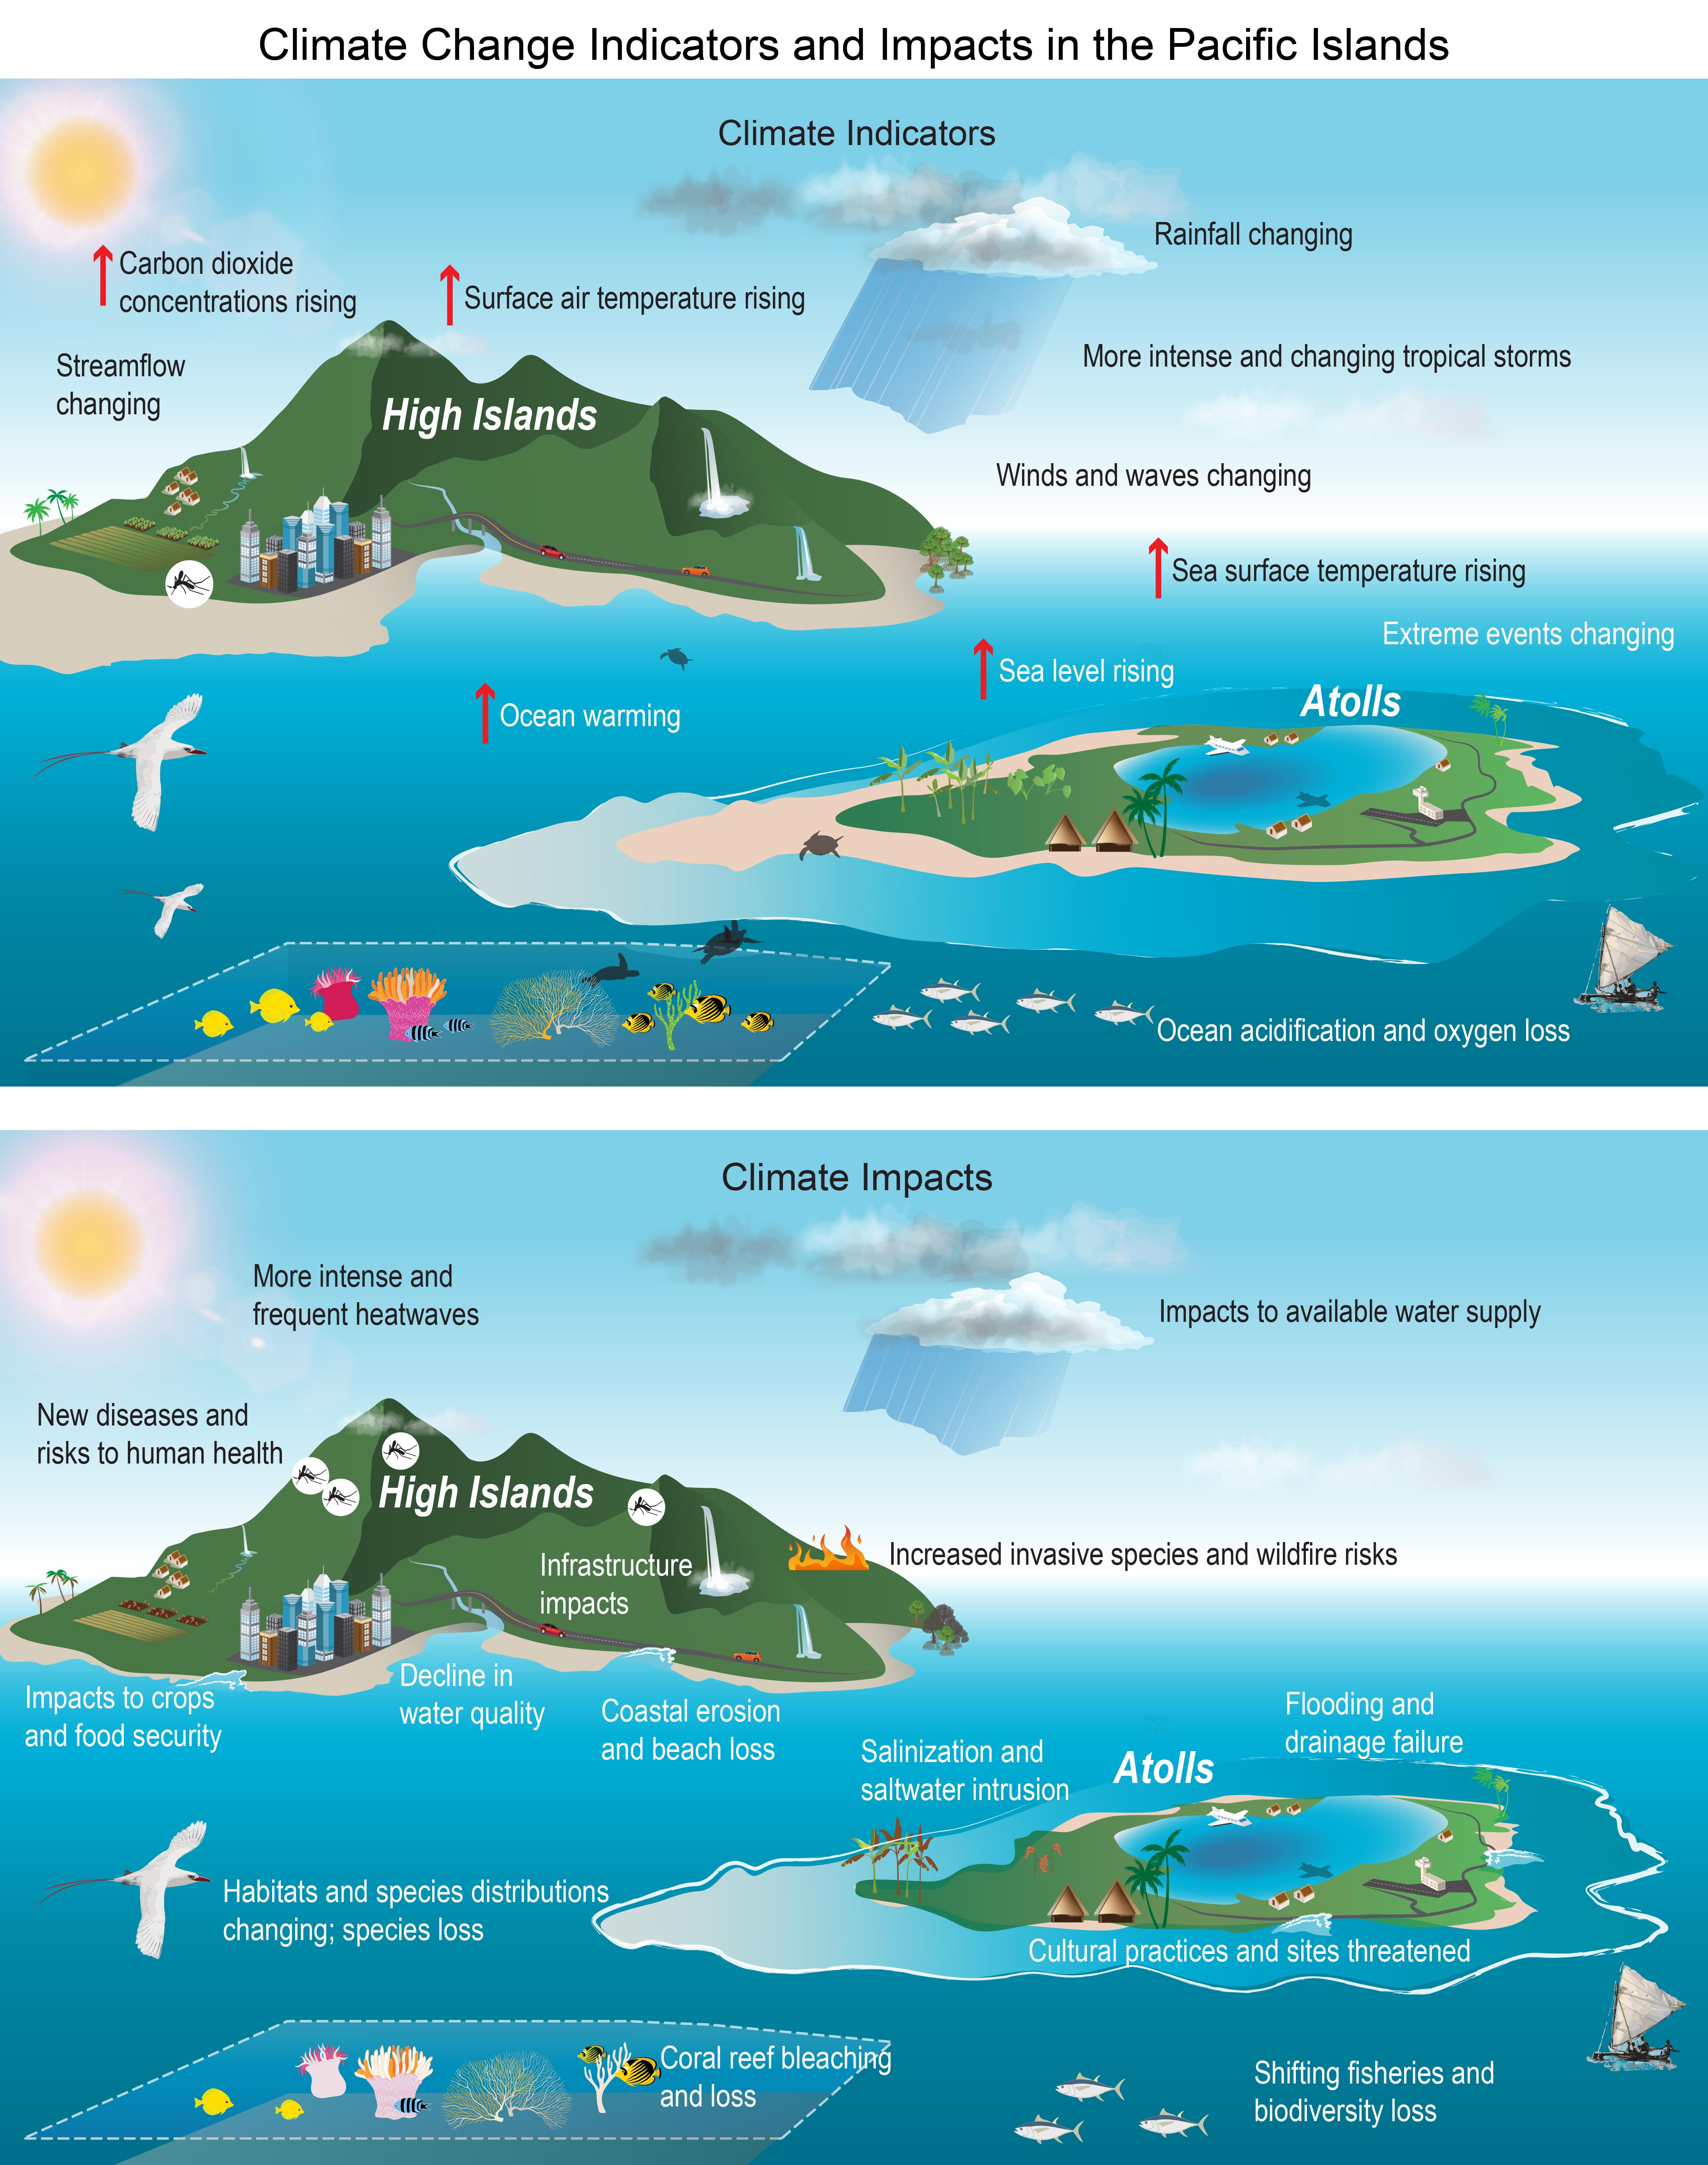 Climate Change Indicators and Impacts in the Pacific Islands
Climate Indicators
Rainfall changing
Carbon dioxide
concentrations rising
Surface air temperature rising
Streamflow
changing
More intense and changing tropical storms
High Islands
Winds and waves changing
Sea surface temperature rising
Extreme events changing
Sea level rising
Atolls
Ocean warming
Ocean acidification and oxygen loss
Climate Impacts
More intense and
frequent heatwaves
Impacts to available water supply
New diseases and
risks to human health
High Islands
Infrastructure
impacts
Increased invasive species and wildfire risks
Decline in
water quality
Impacts to crops
and food security
Coastal erosion
and beach loss
Flooding and
drainage failure
Salinization and
saltwater intrusion
Atolls
Habitats and species distributions
changing; species loss
Cultural practices and sites threatened
Coral reef bleaching
and loss
Shifting fisheries and
biodiversity loss